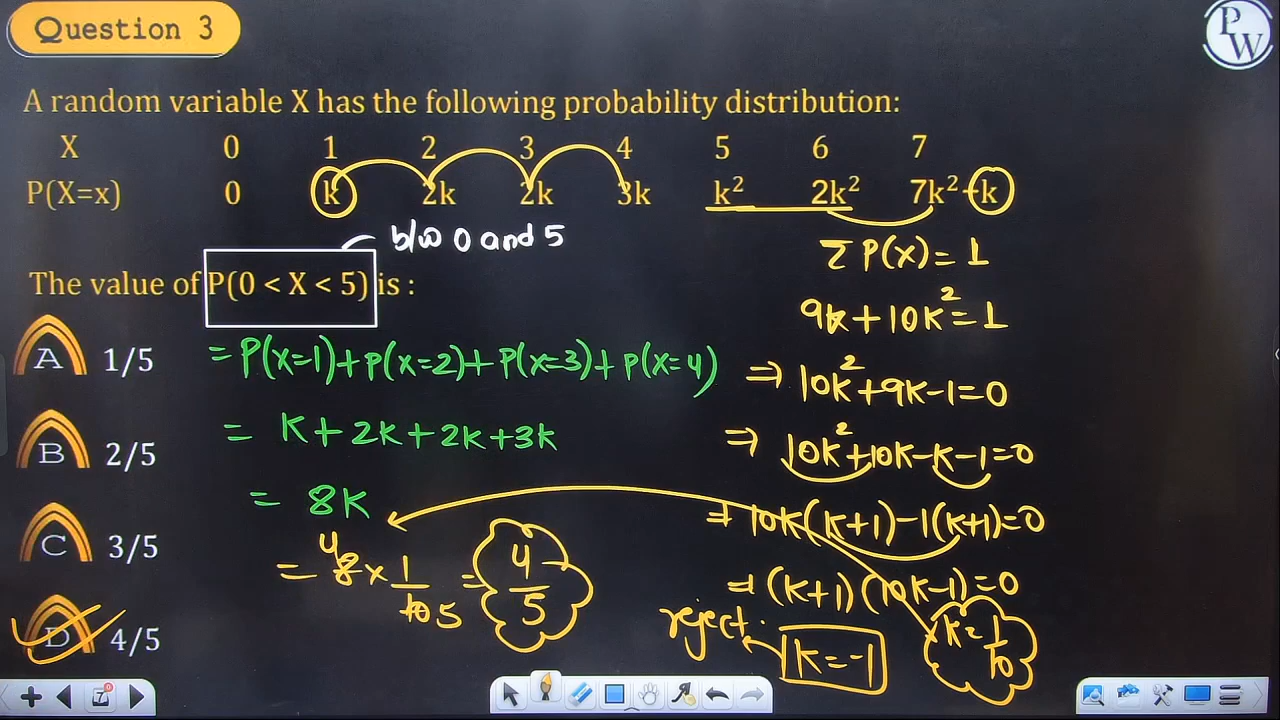 Question 3
PW
A random variable X has the following probability distribution:
X 0 1 2 3 4 5 6 7
P(X=x) 0 k 2k 2k 3k k² 2k² 7k²+k
b/w 0 and 5
Σ P(x) = 1
The value of P(0 < X < 5) is :
9k + 10k² = 1
A 1/5
= P(x=1) + P(x=2) + P(x=3) + P(x=4)
⇒ 10k² + 9k - 1 = 0
B 2/5
= k + 2k + 2k + 3k
⇒ 10k² + 10k - k - 1 = 0
= 8k
⇒ 10k(k+1) - 1(k+1) = 0
C 3/5
= 8 4 × 1/10 5 = 4/5
⇒ (k+1)(10k-1) = 0
D 4/5
reject.
k = -1
k = 1/10
7